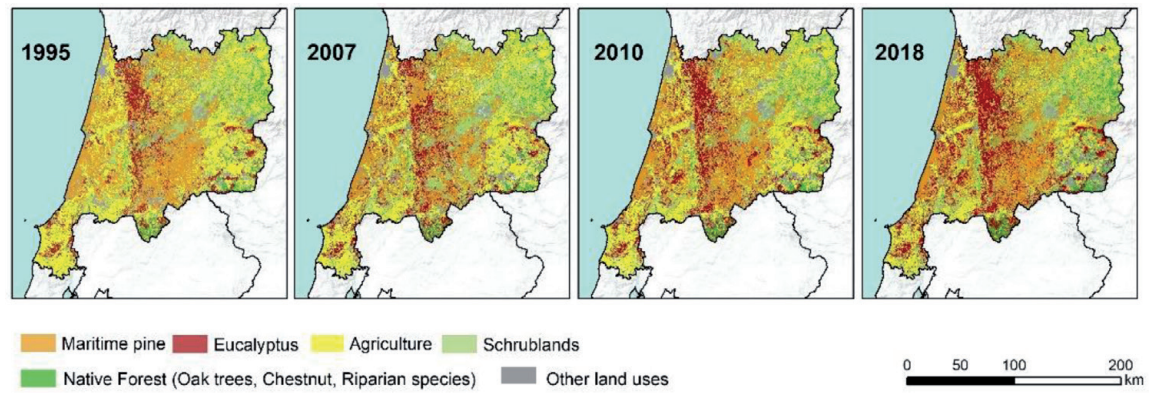 1995 2007 2010 2018
Maritime pine Eucalyptus Agriculture Schrublands
Native Forest (Oak trees, Chestnut, Riparian species) Other land uses
0 50 100 200
km